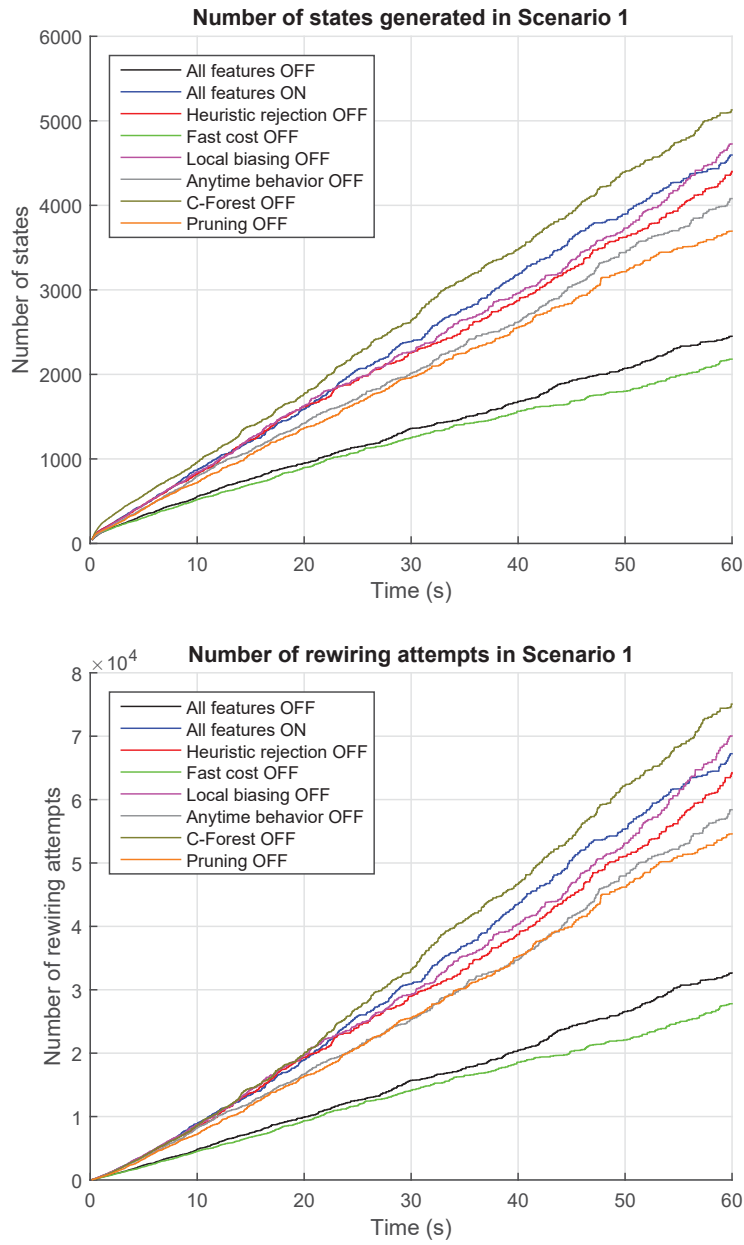 Number of states generated in Scenario 1
6000
5000
4000
3000
2000
1000
0
Number of states
All features OFF
All features ON
Heuristic rejection OFF
Fast cost OFF
Local biasing OFF
Anytime behavior OFF
C-Forest OFF
Pruning OFF
0 10 20 30 40 50 60
Time (s)
Number of rewiring attempts in Scenario 1
× 10⁴
8
7
6
5
4
3
2
1
0
Number of rewiring attempts
All features OFF
All features ON
Heuristic rejection OFF
Fast cost OFF
Local biasing OFF
Anytime behavior OFF
C-Forest OFF
Pruning OFF
0 10 20 30 40 50 60
Time (s)